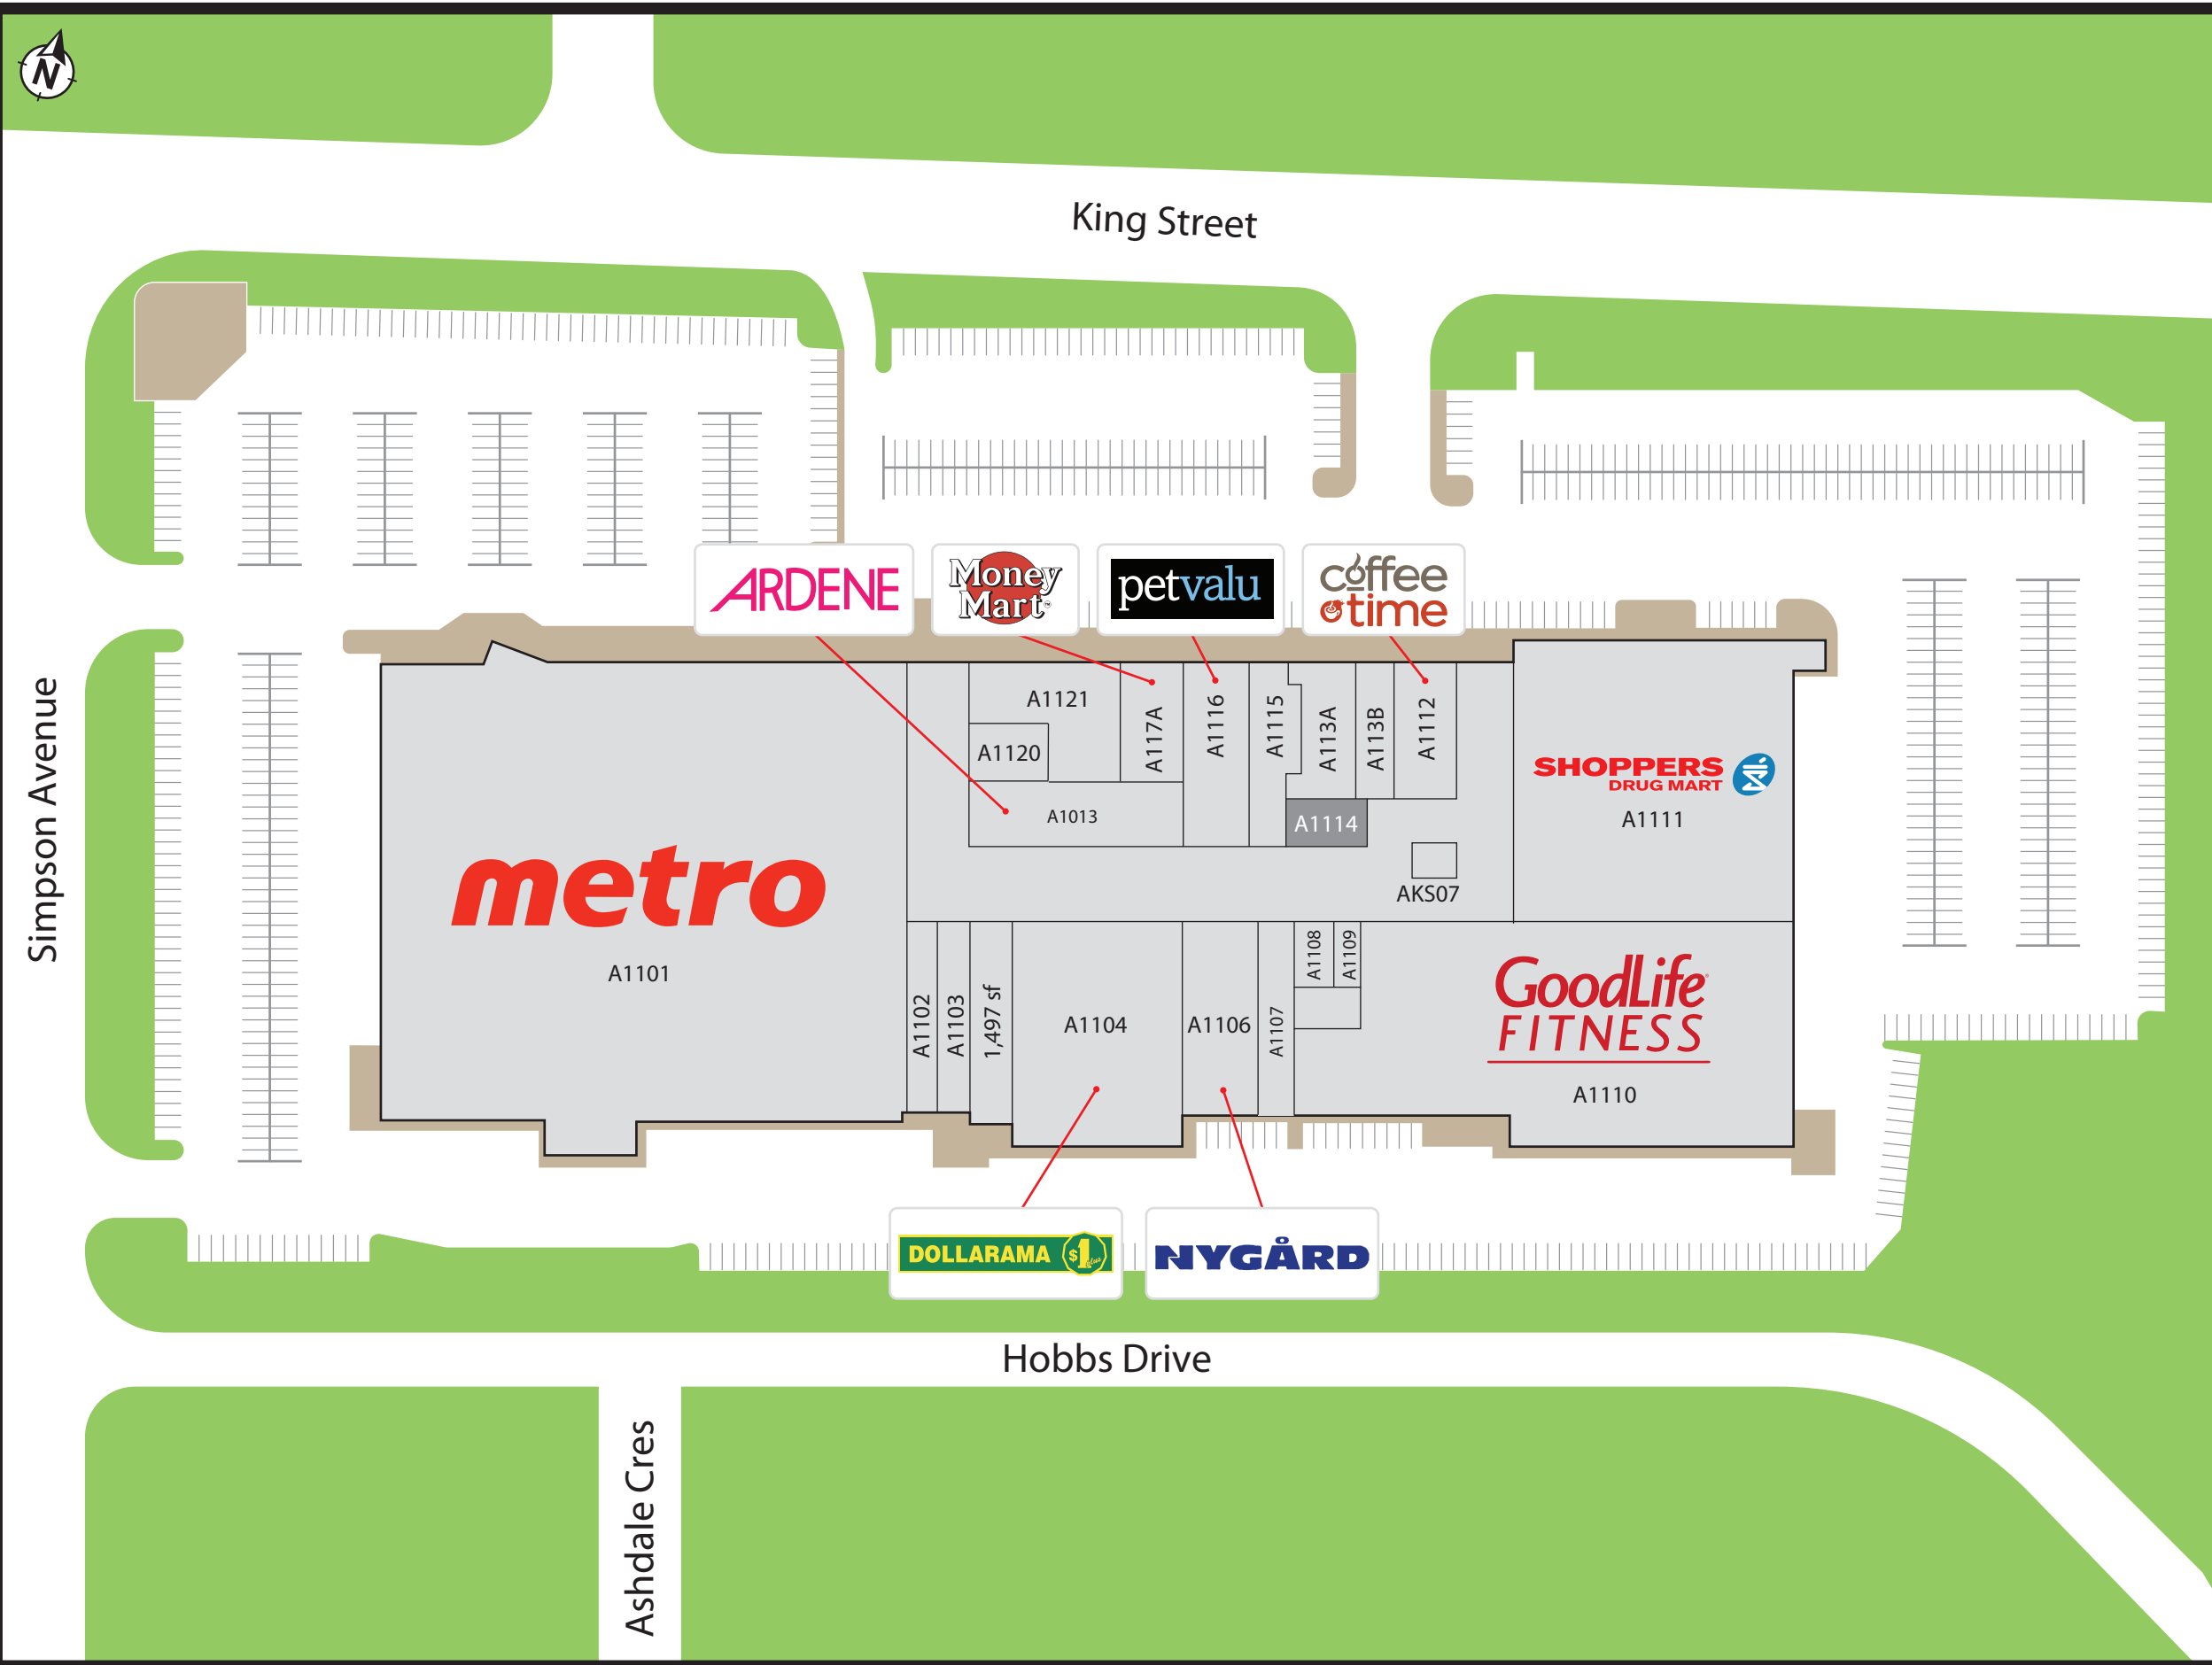 N
King Street
Simpson Avenue
ARDENE
Money
Mart
petvalu
coffee
time
A1121
A1120
A117A
A1116
A1115
A113A
A113B
A1112
A1013
A1114
AKS07
SHOPPERS
DRUG MART
A1111
metro
A1101
A1102
A1103
1,497 sf
A1104
A1106
A1107
A1108
A1109
GoodLife
FITNESS
A1110
DOLLARAMA $1 plus
NYGÅRD
Hobbs Drive
Ashdale Cres